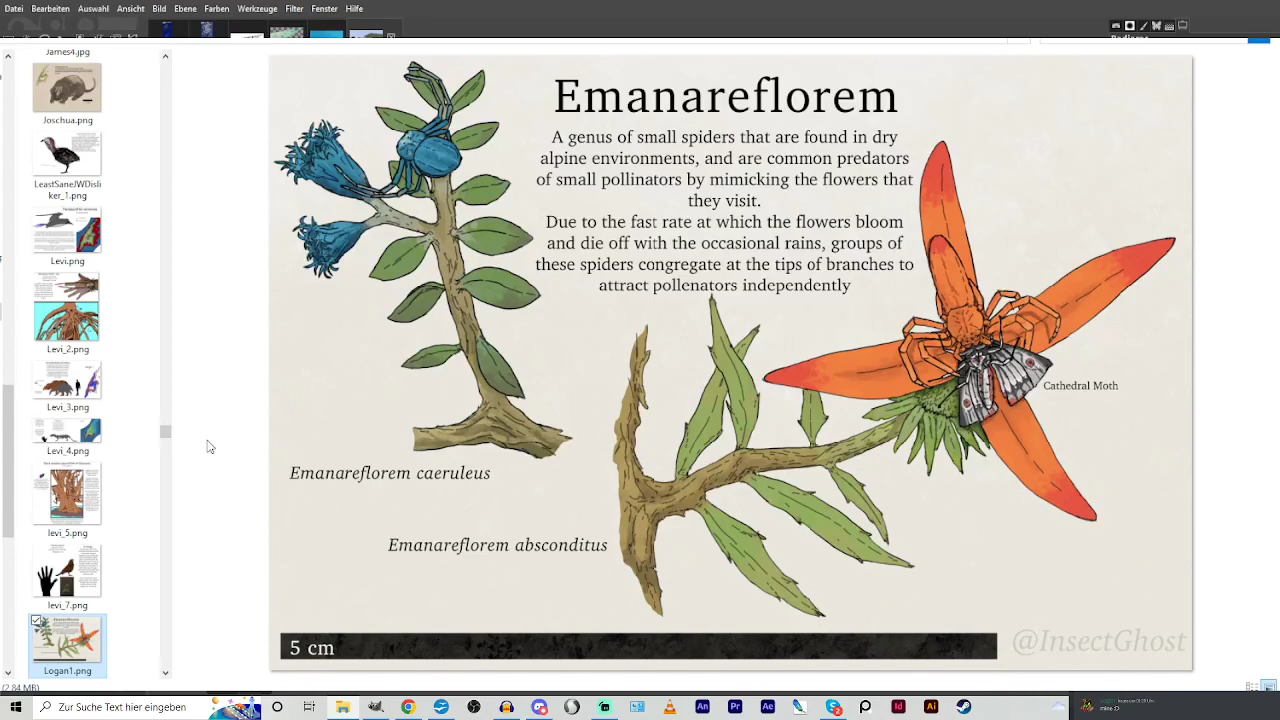 Datei Bearbeiten Auswahl Ansicht Bild Ebene Farben Werkzeuge Filter Fenster Hilfe
James4.jpg
Joschua.png
LeastSaneJWDisli
ker_1.png
Levi.png
Levi_2.png
Levi_3.png
Levi_4.png
levi_5.png
levi_7.png
Logan1.png
(2,84 MB)
Emanareflorem
A genus of small spiders that are found in dry
alpine environments, and are common predators
of small pollinators by mimicking the flowers that
they visit.
Due to the fast rate at which the flowers bloom
and die off with the occasional rains, groups of
these spiders congregate at the tips of branches to
attract pollenators independently
Cathedral Moth
Emanareflorem caeruleus
Emanareflorem absconditus
5 cm
@InsectGhost
Zur Suche Text hier eingeben